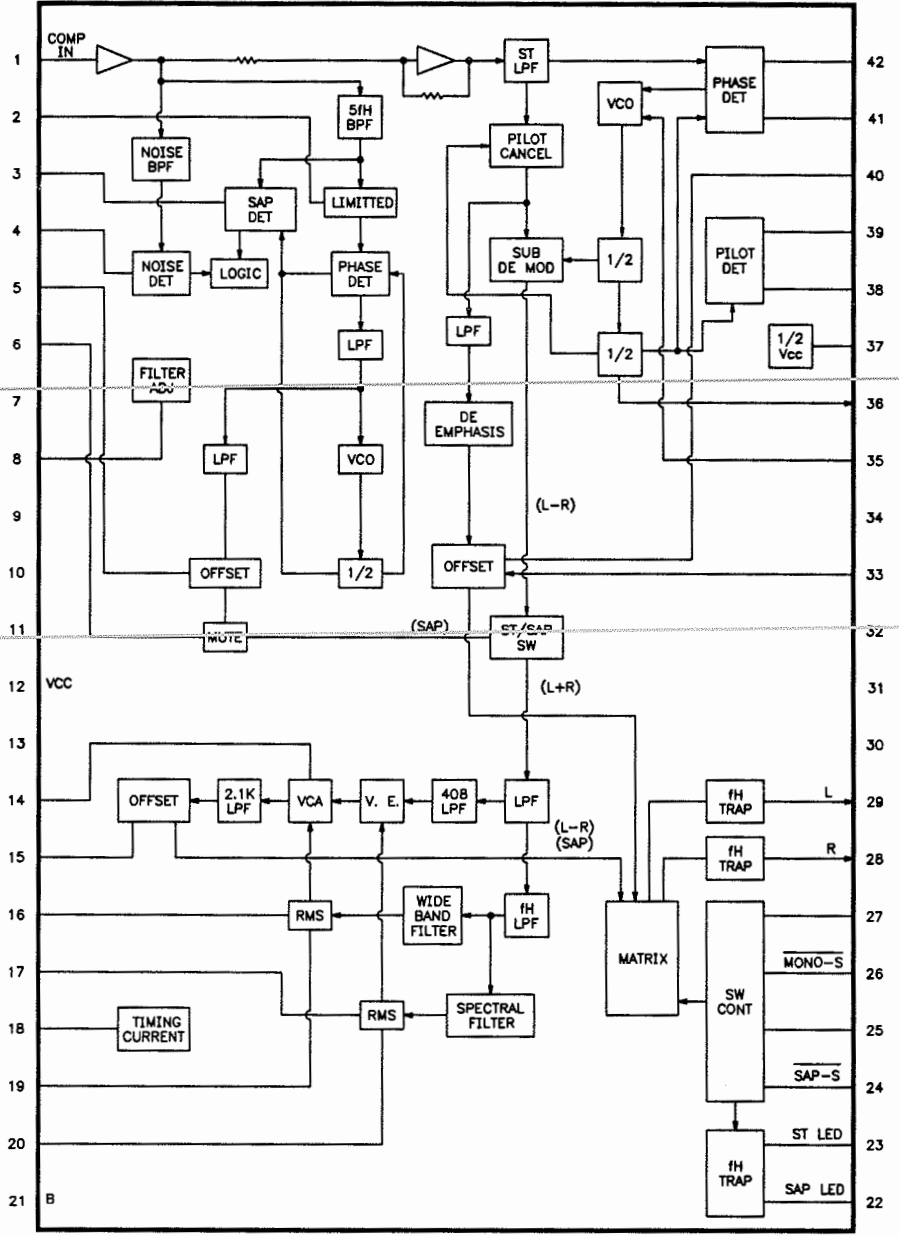 COMP
IN
1
2
3
4
5
6
7
8
9
10
11
12
VCC
13
14
15
16
17
18
19
20
21
B
ST
LPF
PHASE
DET
VCO
5fH
BPF
NOISE
BPF
PILOT
CANCEL
SAP
DET
LIMITTED
NOISE
DET
LOGIC
PHASE
DET
SUB
DE MOD
1/2
PILOT
DET
LPF
LPF
1/2
1/2
Vcc
FILTER
ADJ
DE
EMPHASIS
LPF
VCO
(L-R)
OFFSET
1/2
OFFSET
MUTE
(SAP)
ST/SAP
SW
(L+R)
OFFSET
2.1K
LPF
VCA
V. E.
408
LPF
LPF
(L-R)
(SAP)
fH
TRAP
L
fH
TRAP
R
RMS
WIDE
BAND
FILTER
fH
LPF
MATRIX
SW
CONT
MONO-S
SAP-S
TIMING
CURRENT
RMS
SPECTRAL
FILTER
fH
TRAP
ST LED
SAP LED
42
41
40
39
38
37
36
35
34
33
32
31
30
29
28
27
26
25
24
23
22